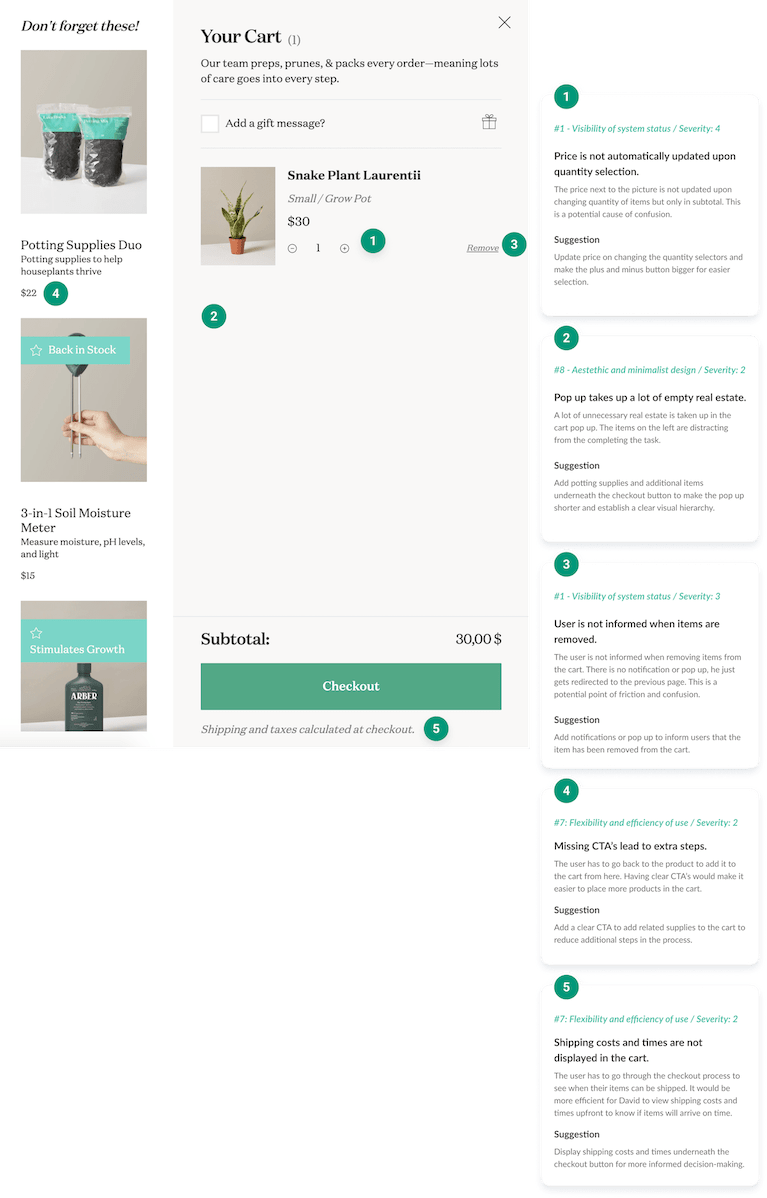 Don't forget these!
Potting Supplies Duo
Potting supplies to help
houseplants thrive
$22
4
Back in Stock
3-in-1 Soil Moisture
Meter
Measure moisture, pH levels,
and light
$15
Stimulates Growth
ARBER
Your Cart (1)
Our team preps, prunes, & packs every order—meaning lots
of care goes into every step.
Add a gift message?
Snake Plant Laurentii
Small / Grow Pot
$30
1
1
Remove
3
2
Subtotal:
30,00 $
Checkout
Shipping and taxes calculated at checkout.
5
1
#1 - Visibility of system status / Severity: 4
Price is not automatically updated upon
quantity selection.
The price next to the picture is not updated upon
changing quantity of items but only in subtotal. This
is a potential cause of confusion.
Suggestion
Update price on changing the quantity selectors and
make the plus and minus button bigger for easier
selection.
2
#8 - Aestethic and minimalist design / Severity: 2
Pop up takes up a lot of empty real estate.
A lot of unnecessary real estate is taken up in the
cart pop up. The items on the left are distracting
from the completing the task.
Suggestion
Add potting supplies and additional items
underneath the checkout button to make the pop up
shorter and establish a clear visual hierarchy.
3
#1 - Visibility of system status / Severity: 3
User is not informed when items are
removed.
The user is not informed when removing items from
the cart. There is no notification or pop up, he just
gets redirected to the previous page. This is a
potential point of friction and confusion.
Suggestion
Add notifications or pop up to inform users that the
item has been removed from the cart.
4
#7: Flexibility and efficiency of use / Severity: 2
Missing CTA's lead to extra steps.
The user has to go back to the product to add it to
the cart from here. Having clear CTA's would make it
easier to place more products in the cart.
Suggestion
Add a clear CTA to add related supplies to the cart to
reduce additional steps in the process.
5
#7: Flexibility and efficiency of use / Severity: 2
Shipping costs and times are not
displayed in the cart.
The user has to go through the checkout process to
see when their items can be shipped. It would be
more efficient for David to view shipping costs and
times upfront to know if items will arrive on time.
Suggestion
Display shipping costs and times underneath the
checkout button for more informed decision-making.